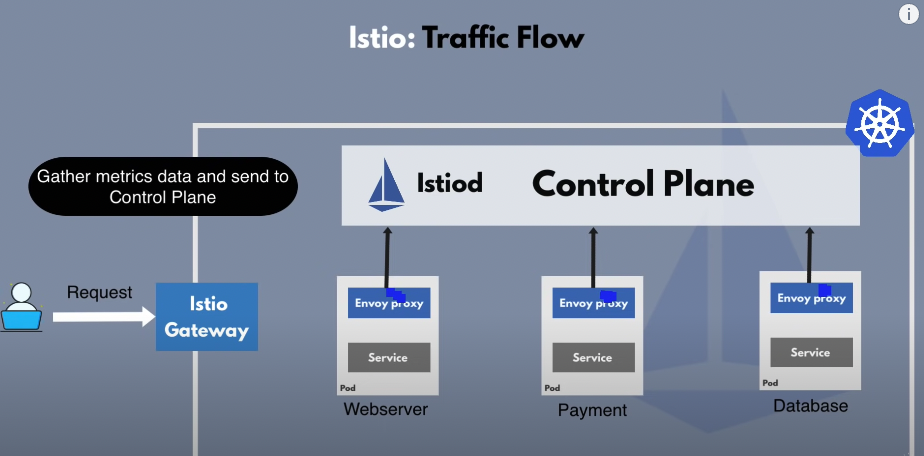 i
Istio: Traffic Flow
Gather metrics data and send to
Control Plane
Istiod
Control Plane
Request
Istio
Gateway
Envoy proxy
Service
Pod
Webserver
Envoy proxy
Service
Pod
Payment
Envoy proxy
Service
Pod
Database